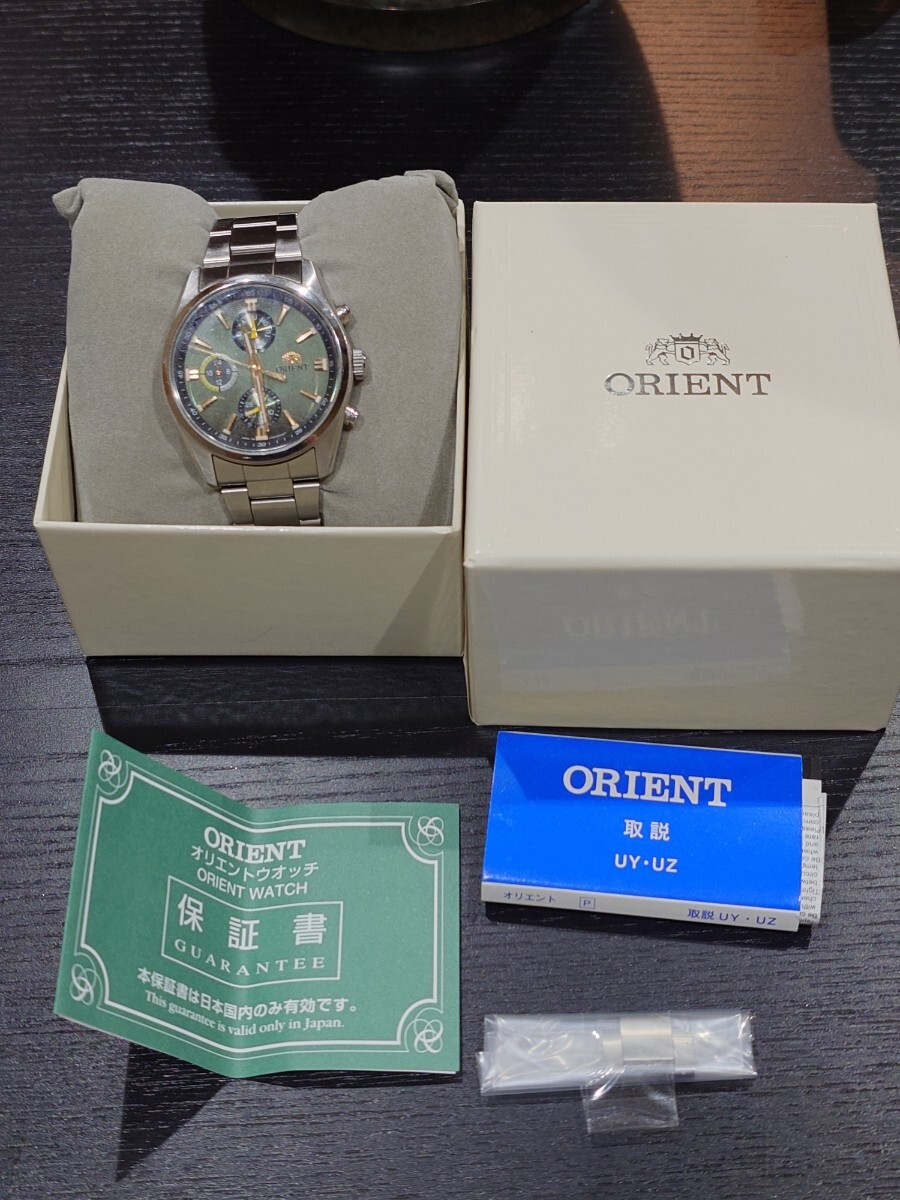 ORIENT
ORIENT
ORIENT
オリエントウオッチ
ORIENT WATCH
保証書
GUARANTEE
本保証書は日本国内のみ有効です。
This guarantee is valid only in Japan.
ORIENT
取説
UY・UZ
オリエント P 取説 UY・UZ